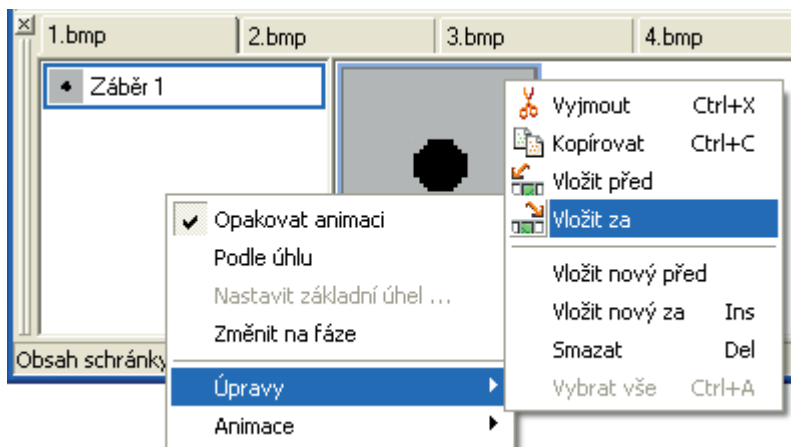 1.bmp 2.bmp 3.bmp 4.bmp
Záběr 1
Vyjmout Ctrl+X
Kopírovat Ctrl+C
Vložit před
Vložit za
Vložit nový před
Vložit nový za Ins
Smazat Del
Vybrat vše Ctrl+A
Opakovat animaci
Podle úhlu
Nastavit základní úhel ...
Změnit na fáze
Úpravy
Animace
Obsah schránky